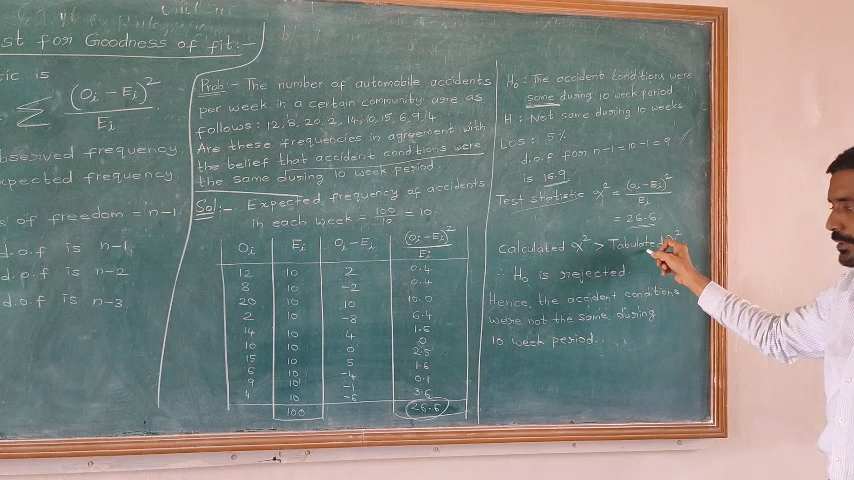 st for Goodness of fit:-
ic is
∑ (Oi - Ei)² / Ei.
bserved frequency
xpected frequency
s of freedom = n-1.
d.o.f is n-1,
d.o.f is n-2
d.o.f is n-3.
Prob:- The number of automobile accidents
per week in a certain community are as
follows: 12, 8, 20, 2, 14, 10, 15, 6, 9, 4
Are these frequencies in agreement with
the belief that accident conditions were
the same during 10 week period.
Sol:- Expected frequency of accidents
in each week = 100/10 = 10.
Oi Ei Oi - Ei (Oi - Ei)²/Ei
12 10 2 0.4
8 10 -2 0.4
20 10 10 10.0
2 10 -8 6.4
14 10 4 1.6
10 10 0 0
15 10 5 2.5
6 10 -4 1.6
9 10 -1 0.1
4 10 -6 3.6
100 26.6
H₀: The accident conditions were
same during 10 week period
H: Not same during 10 weeks.
LOS: 5%
d.o.f for n-1 = 10-1 = 9
is 16.9
Test statistic χ² = (Oi - Ei)²/Ei
= 26.6.
Calculated χ² > Tabulated χ²
∴ H₀ is rejected.
Hence, the accident conditions
were not the same during
10 week period.